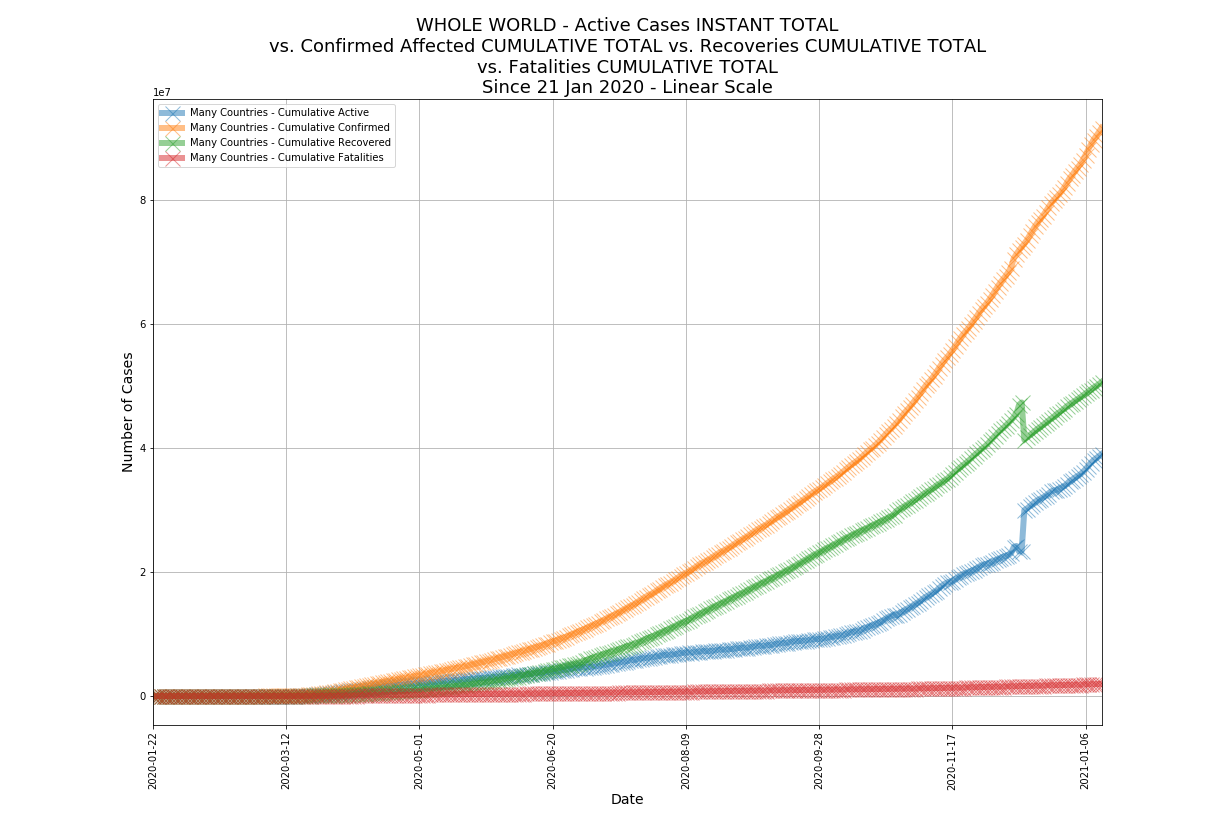 WHOLE WORLD - Active Cases INSTANT TOTAL
vs. Confirmed Affected CUMULATIVE TOTAL vs. Recoveries CUMULATIVE TOTAL
vs. Fatalities CUMULATIVE TOTAL
Since 21 Jan 2020 - Linear Scale
1e7
Many Countries - Cumulative Active
Many Countries - Cumulative Confirmed
Many Countries - Cumulative Recovered
Many Countries - Cumulative Fatalities
8
6
4
2
0
Number of Cases
2020-01-22
2020-03-12
2020-05-01
2020-06-20
2020-08-09
2020-09-28
2020-11-17
2021-01-06
Date